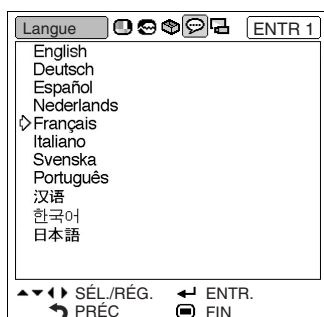 Langue ENTR 1
English
Deutsch
Español
Nederlands
Français
Italiano
Svenska
Português
汉语
한국어
日本語
SÉL./RÉG. ENTR.
PRÉC FIN